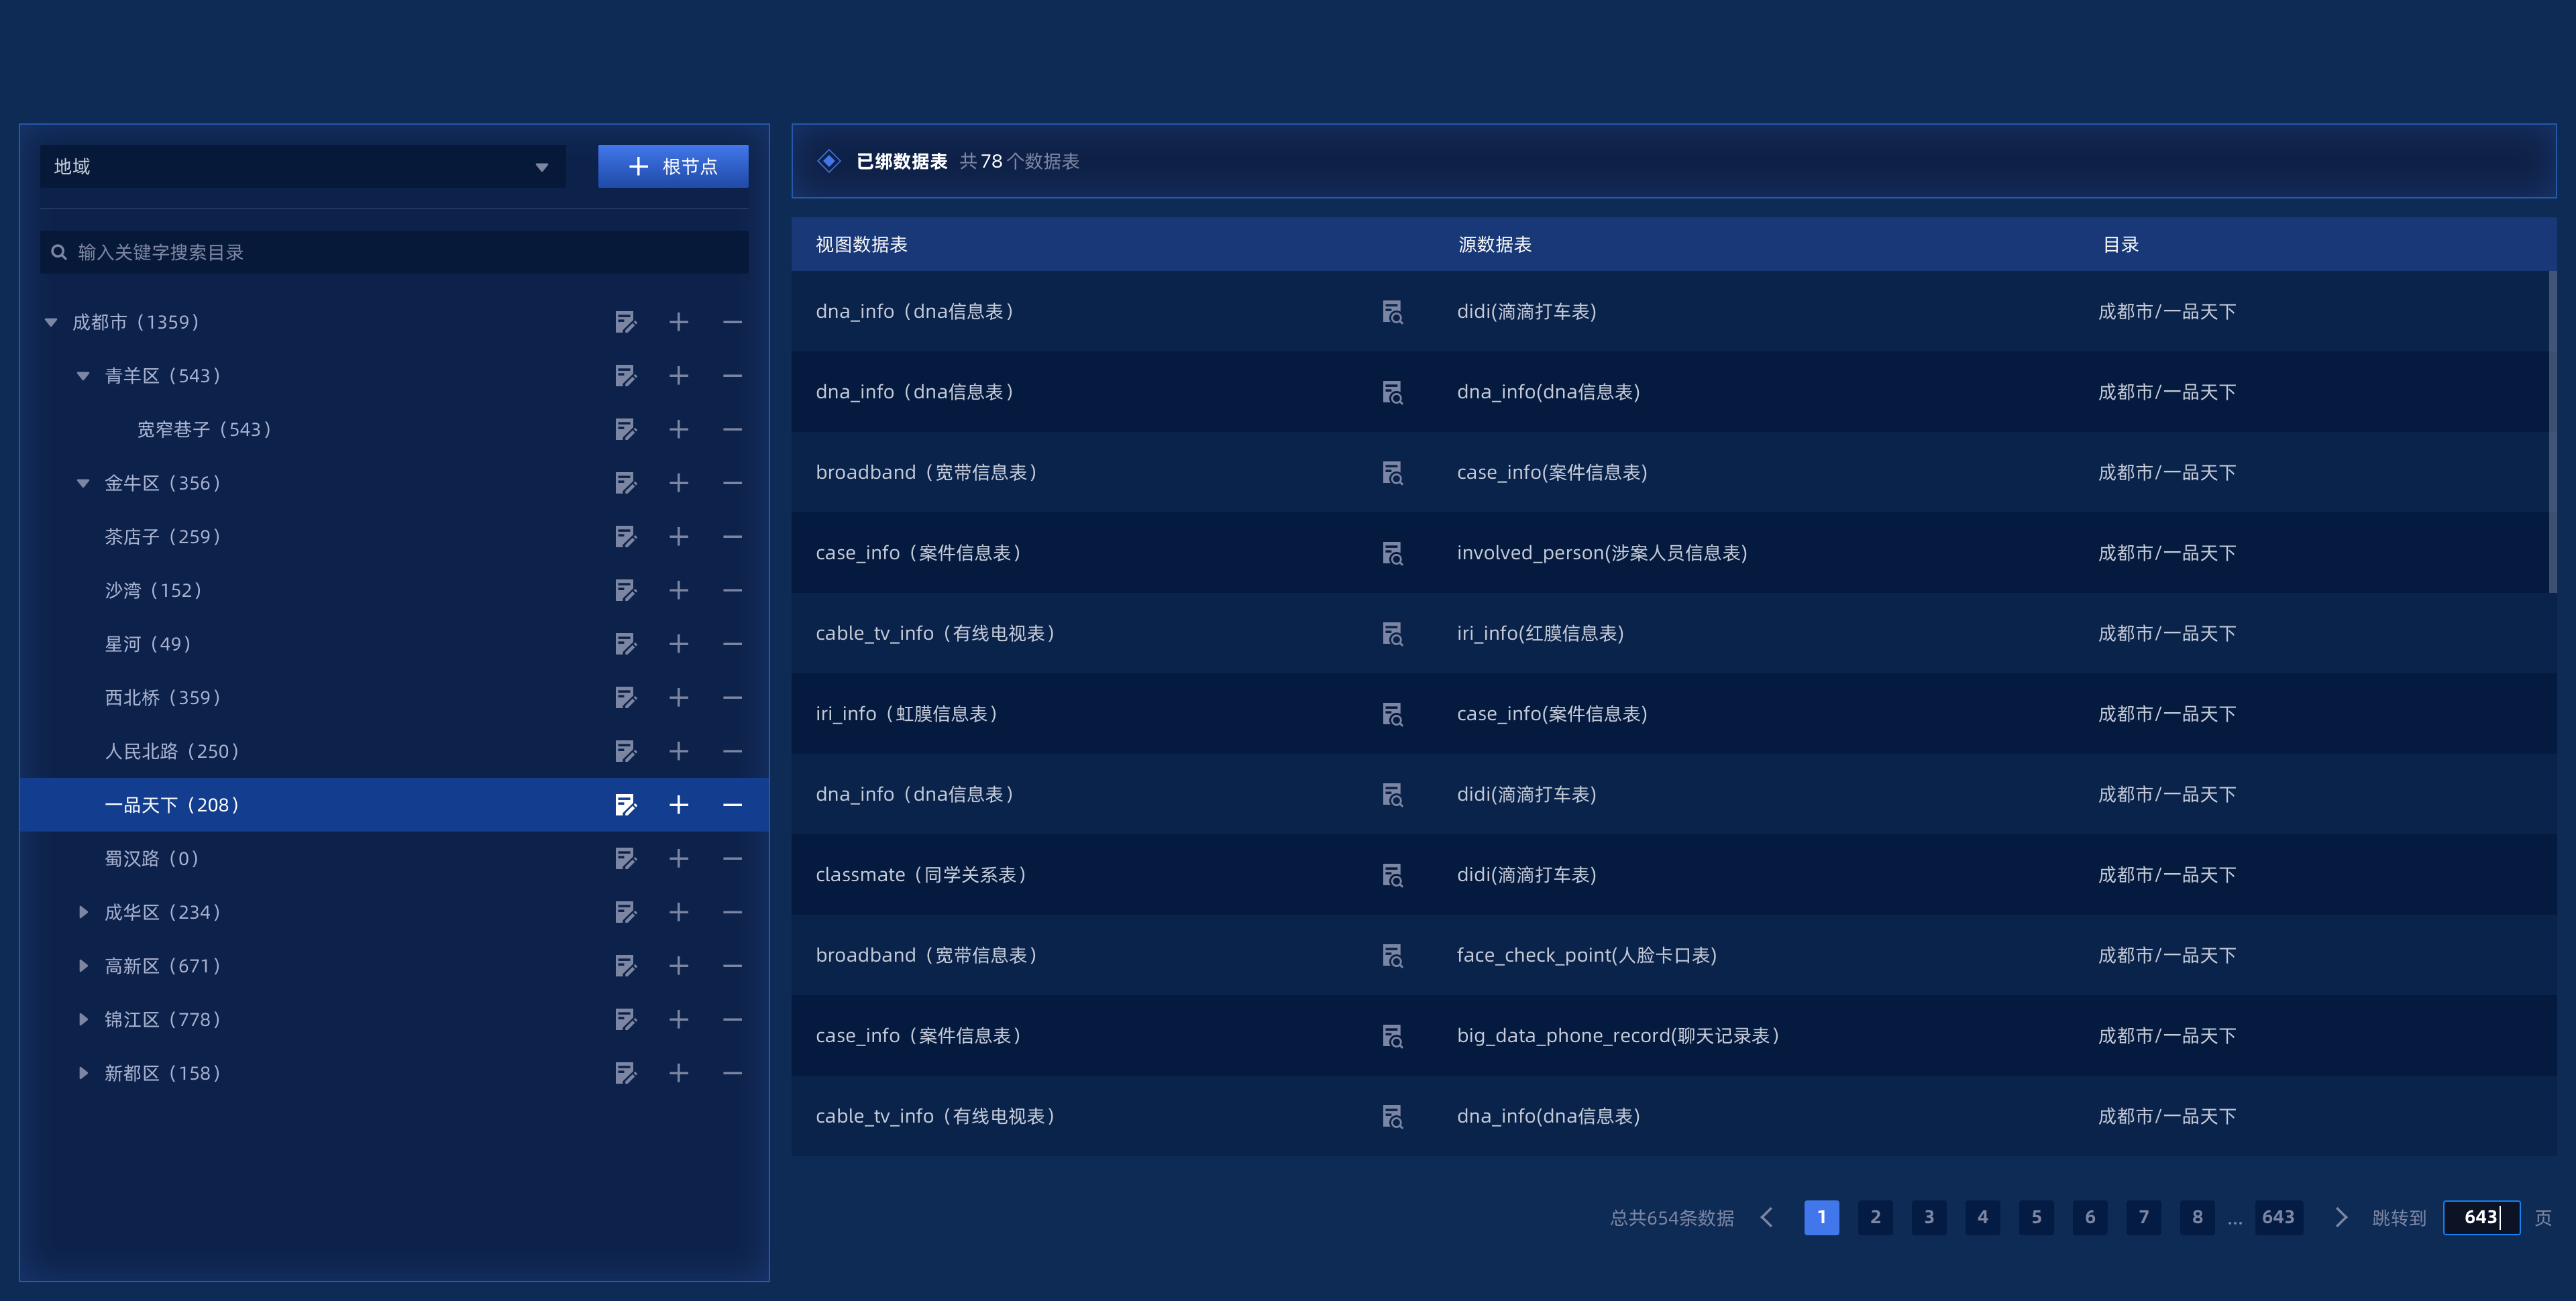 地域
根节点
输入关键字搜索目录
成都市（1359）
青羊区（543）
宽窄巷子（543）
金牛区（356）
茶店子（259）
沙湾（152）
星河（49）
西北桥（359）
人民北路（250）
一品天下（208）
蜀汉路（0）
成华区（234）
高新区（671）
锦江区（778）
新都区（158）
已绑数据表 共 78 个数据表
视图数据表 源数据表 目录
dna_info（dna信息表） didi(滴滴打车表) 成都市/一品天下
dna_info（dna信息表） dna_info(dna信息表) 成都市/一品天下
broadband（宽带信息表） case_info(案件信息表) 成都市/一品天下
case_info（案件信息表） involved_person(涉案人员信息表) 成都市/一品天下
cable_tv_info（有线电视表） iri_info(红膜信息表) 成都市/一品天下
iri_info（虹膜信息表） case_info(案件信息表) 成都市/一品天下
dna_info（dna信息表） didi(滴滴打车表) 成都市/一品天下
classmate（同学关系表） didi(滴滴打车表) 成都市/一品天下
broadband（宽带信息表） face_check_point(人脸卡口表) 成都市/一品天下
case_info（案件信息表） big_data_phone_record(聊天记录表） 成都市/一品天下
cable_tv_info（有线电视表） dna_info(dna信息表) 成都市/一品天下
总共654条数据 1 2 3 4 5 6 7 8 ... 643 跳转到 643 页